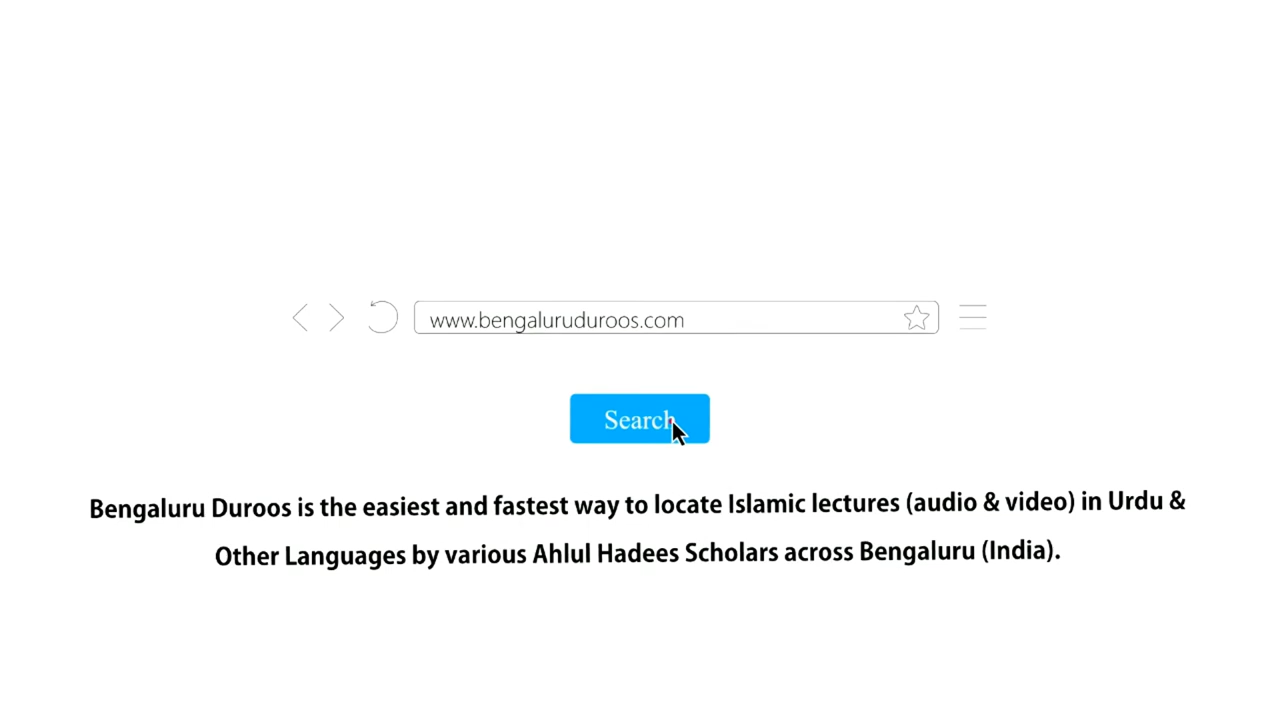 www.bengaluruduroos.com
Search
Bengaluru Duroos is the easiest and fastest way to locate Islamic lectures (audio & video) in Urdu &
Other Languages by various Ahlul Hadees Scholars across Bengaluru (India).